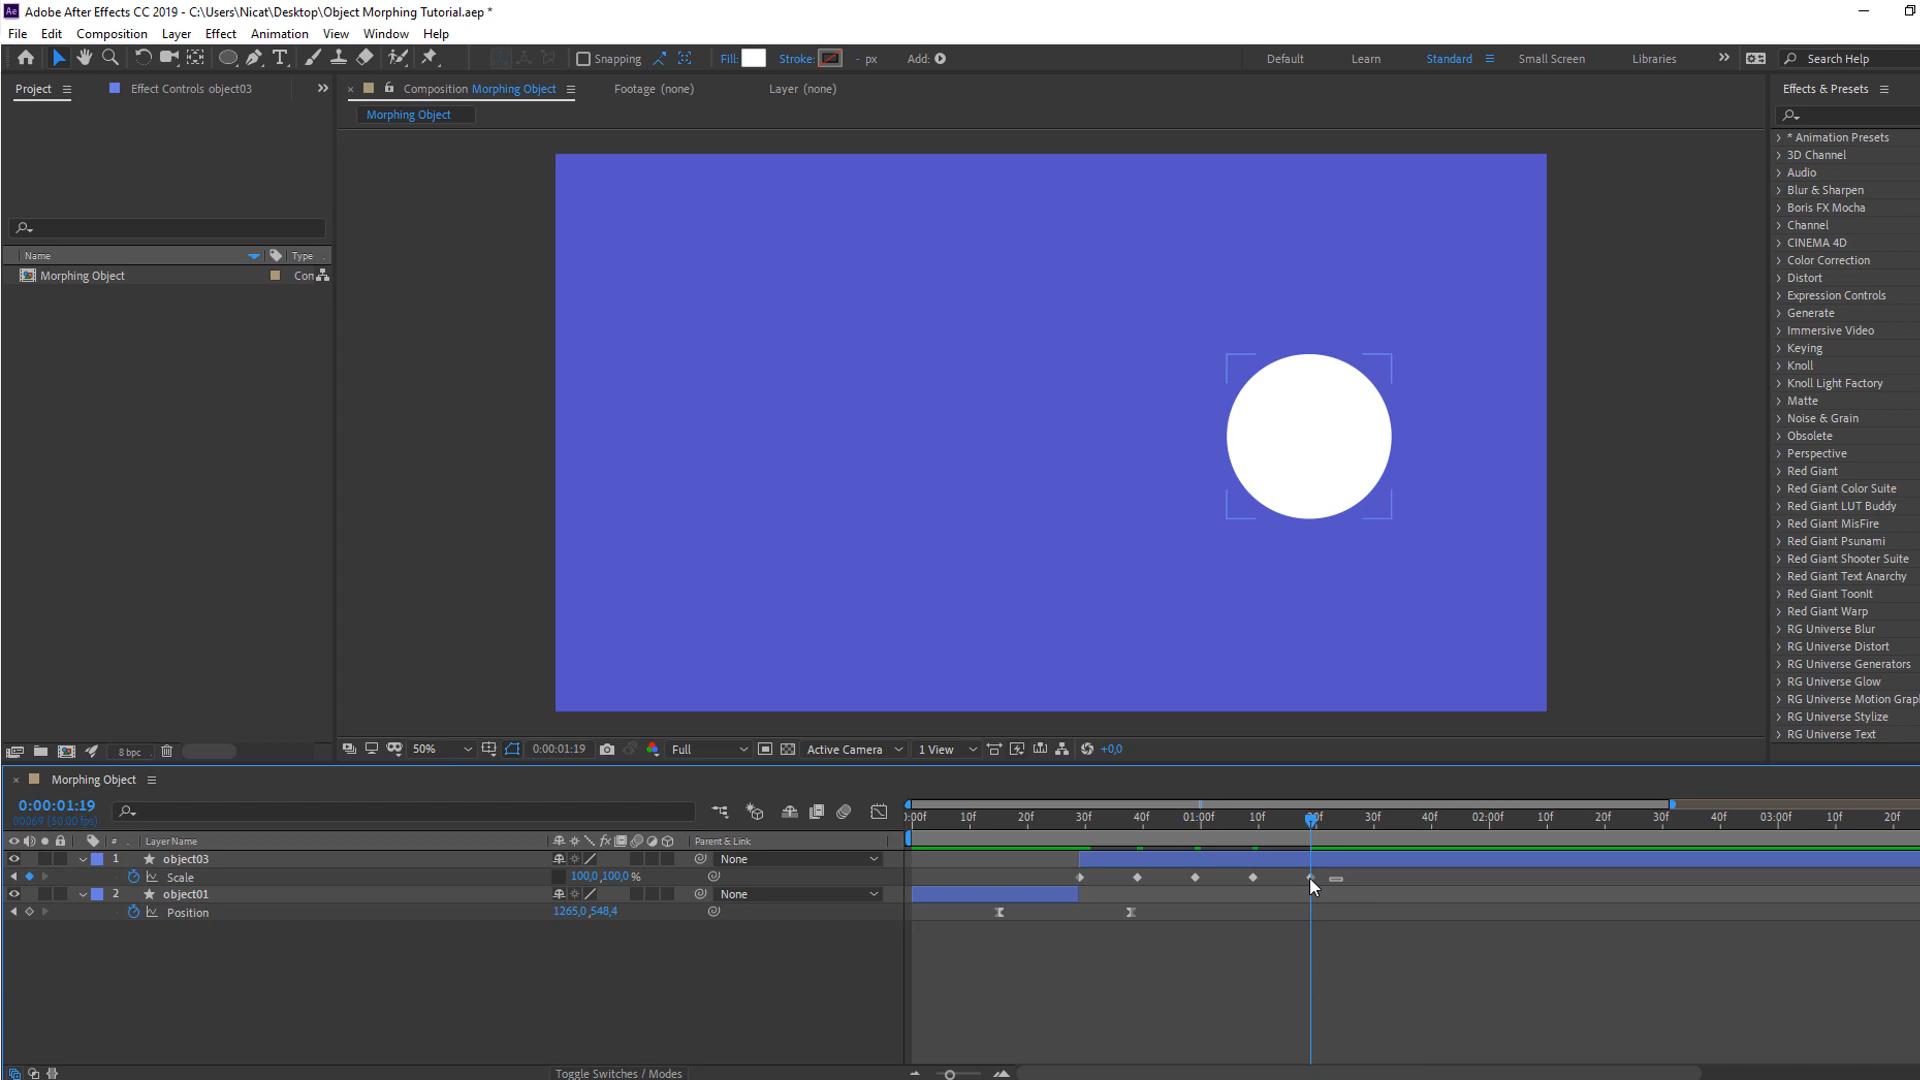 Adobe After Effects CC 2019 - C:\Users\Nicat\Desktop\Object Morphing Tutorial.aep *
File Edit Composition Layer Effect Animation View Window Help
Snapping Fill: Stroke: - px Add: Default Learn Standard Small Screen Libraries Search Help
Project Effect Controls object03 Composition Morphing Object Footage (none) Layer (none) Effects & Presets
Morphing Object
* Animation Presets
3D Channel
Audio
Blur & Sharpen
Boris FX Mocha
Channel
CINEMA 4D
Color Correction
Distort
Expression Controls
Generate
Immersive Video
Keying
Knoll
Knoll Light Factory
Matte
Noise & Grain
Obsolete
Perspective
Red Giant
Red Giant Color Suite
Red Giant LUT Buddy
Red Giant MisFire
Red Giant Psunami
Red Giant Shooter Suite
Red Giant Text Anarchy
Red Giant ToonIt
Red Giant Warp
RG Universe Blur
RG Universe Distort
RG Universe Generators
RG Universe Glow
RG Universe Motion Grap
RG Universe Stylize
RG Universe Text
Name Type
Morphing Object Con
8 bpc 50% 0:00:01:19 Full Active Camera 1 View +0,0
Morphing Object
0:00:01:19
00069 (50.00 fps)
:00f 10f 20f 30f 40f 01:00f 10f 20f 30f 40f 02:00f 10f 20f 30f 40f 03:00f 10f 20f
# Layer Name Parent & Link
1 object03 None
Scale 100,0,100,0 %
2 object01 None
Position 1265,0,548,4
Toggle Switches / Modes